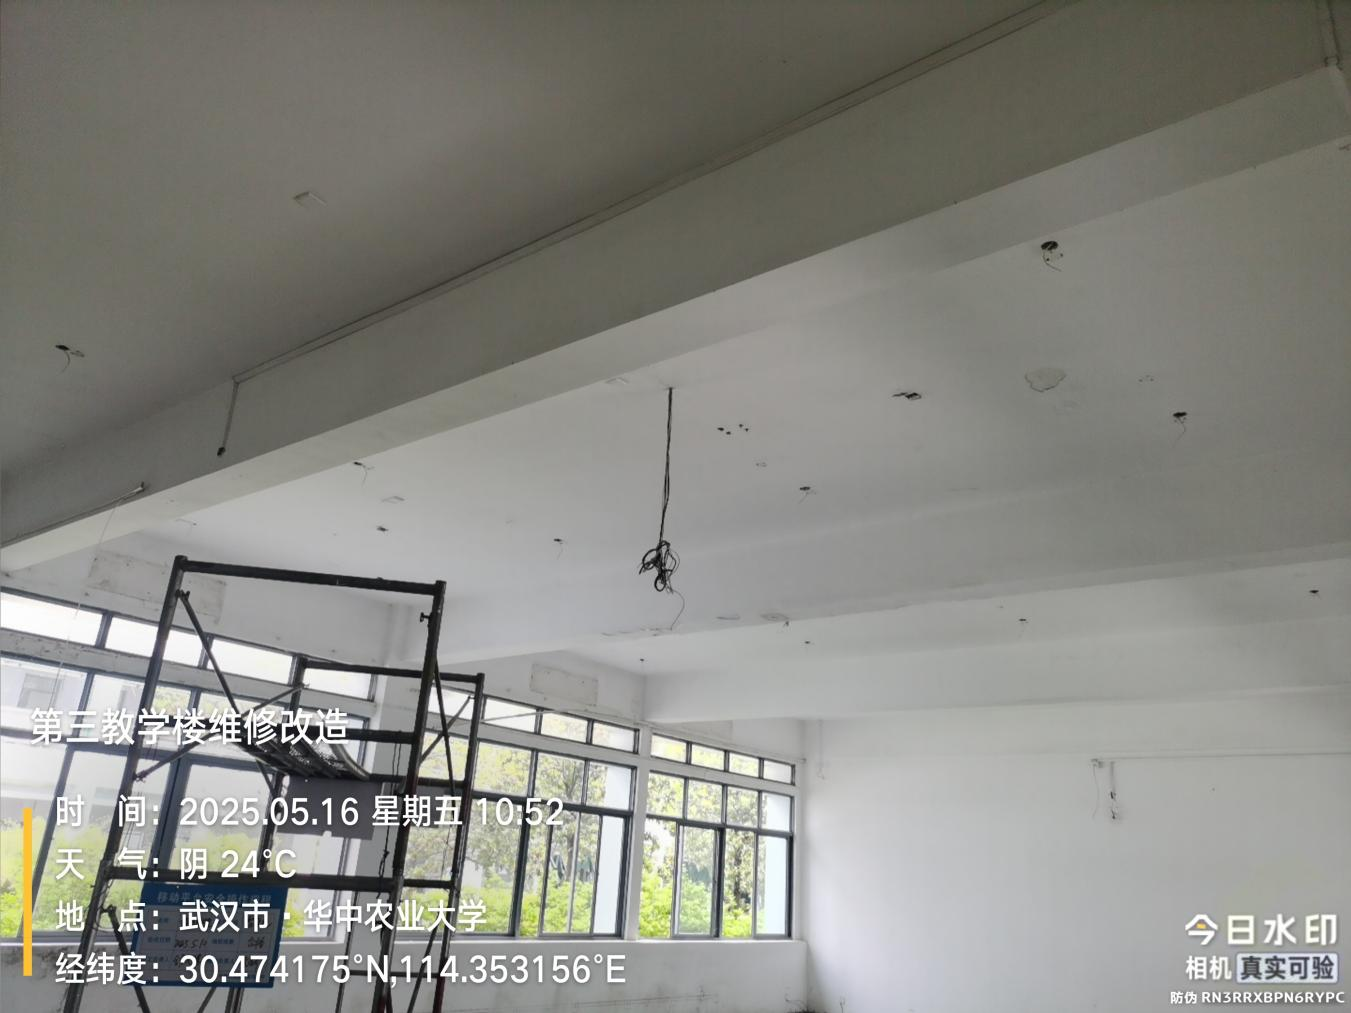 第三教学楼维修改造
时 间：2025.05.16 星期五 10:52
天 气：阴 24°C
地 点：武汉市·华中农业大学
经纬度：30.474175°N,114.353156°E
今日水印
相机 真实可验
防伪 RN3RRXBPN6RYPC